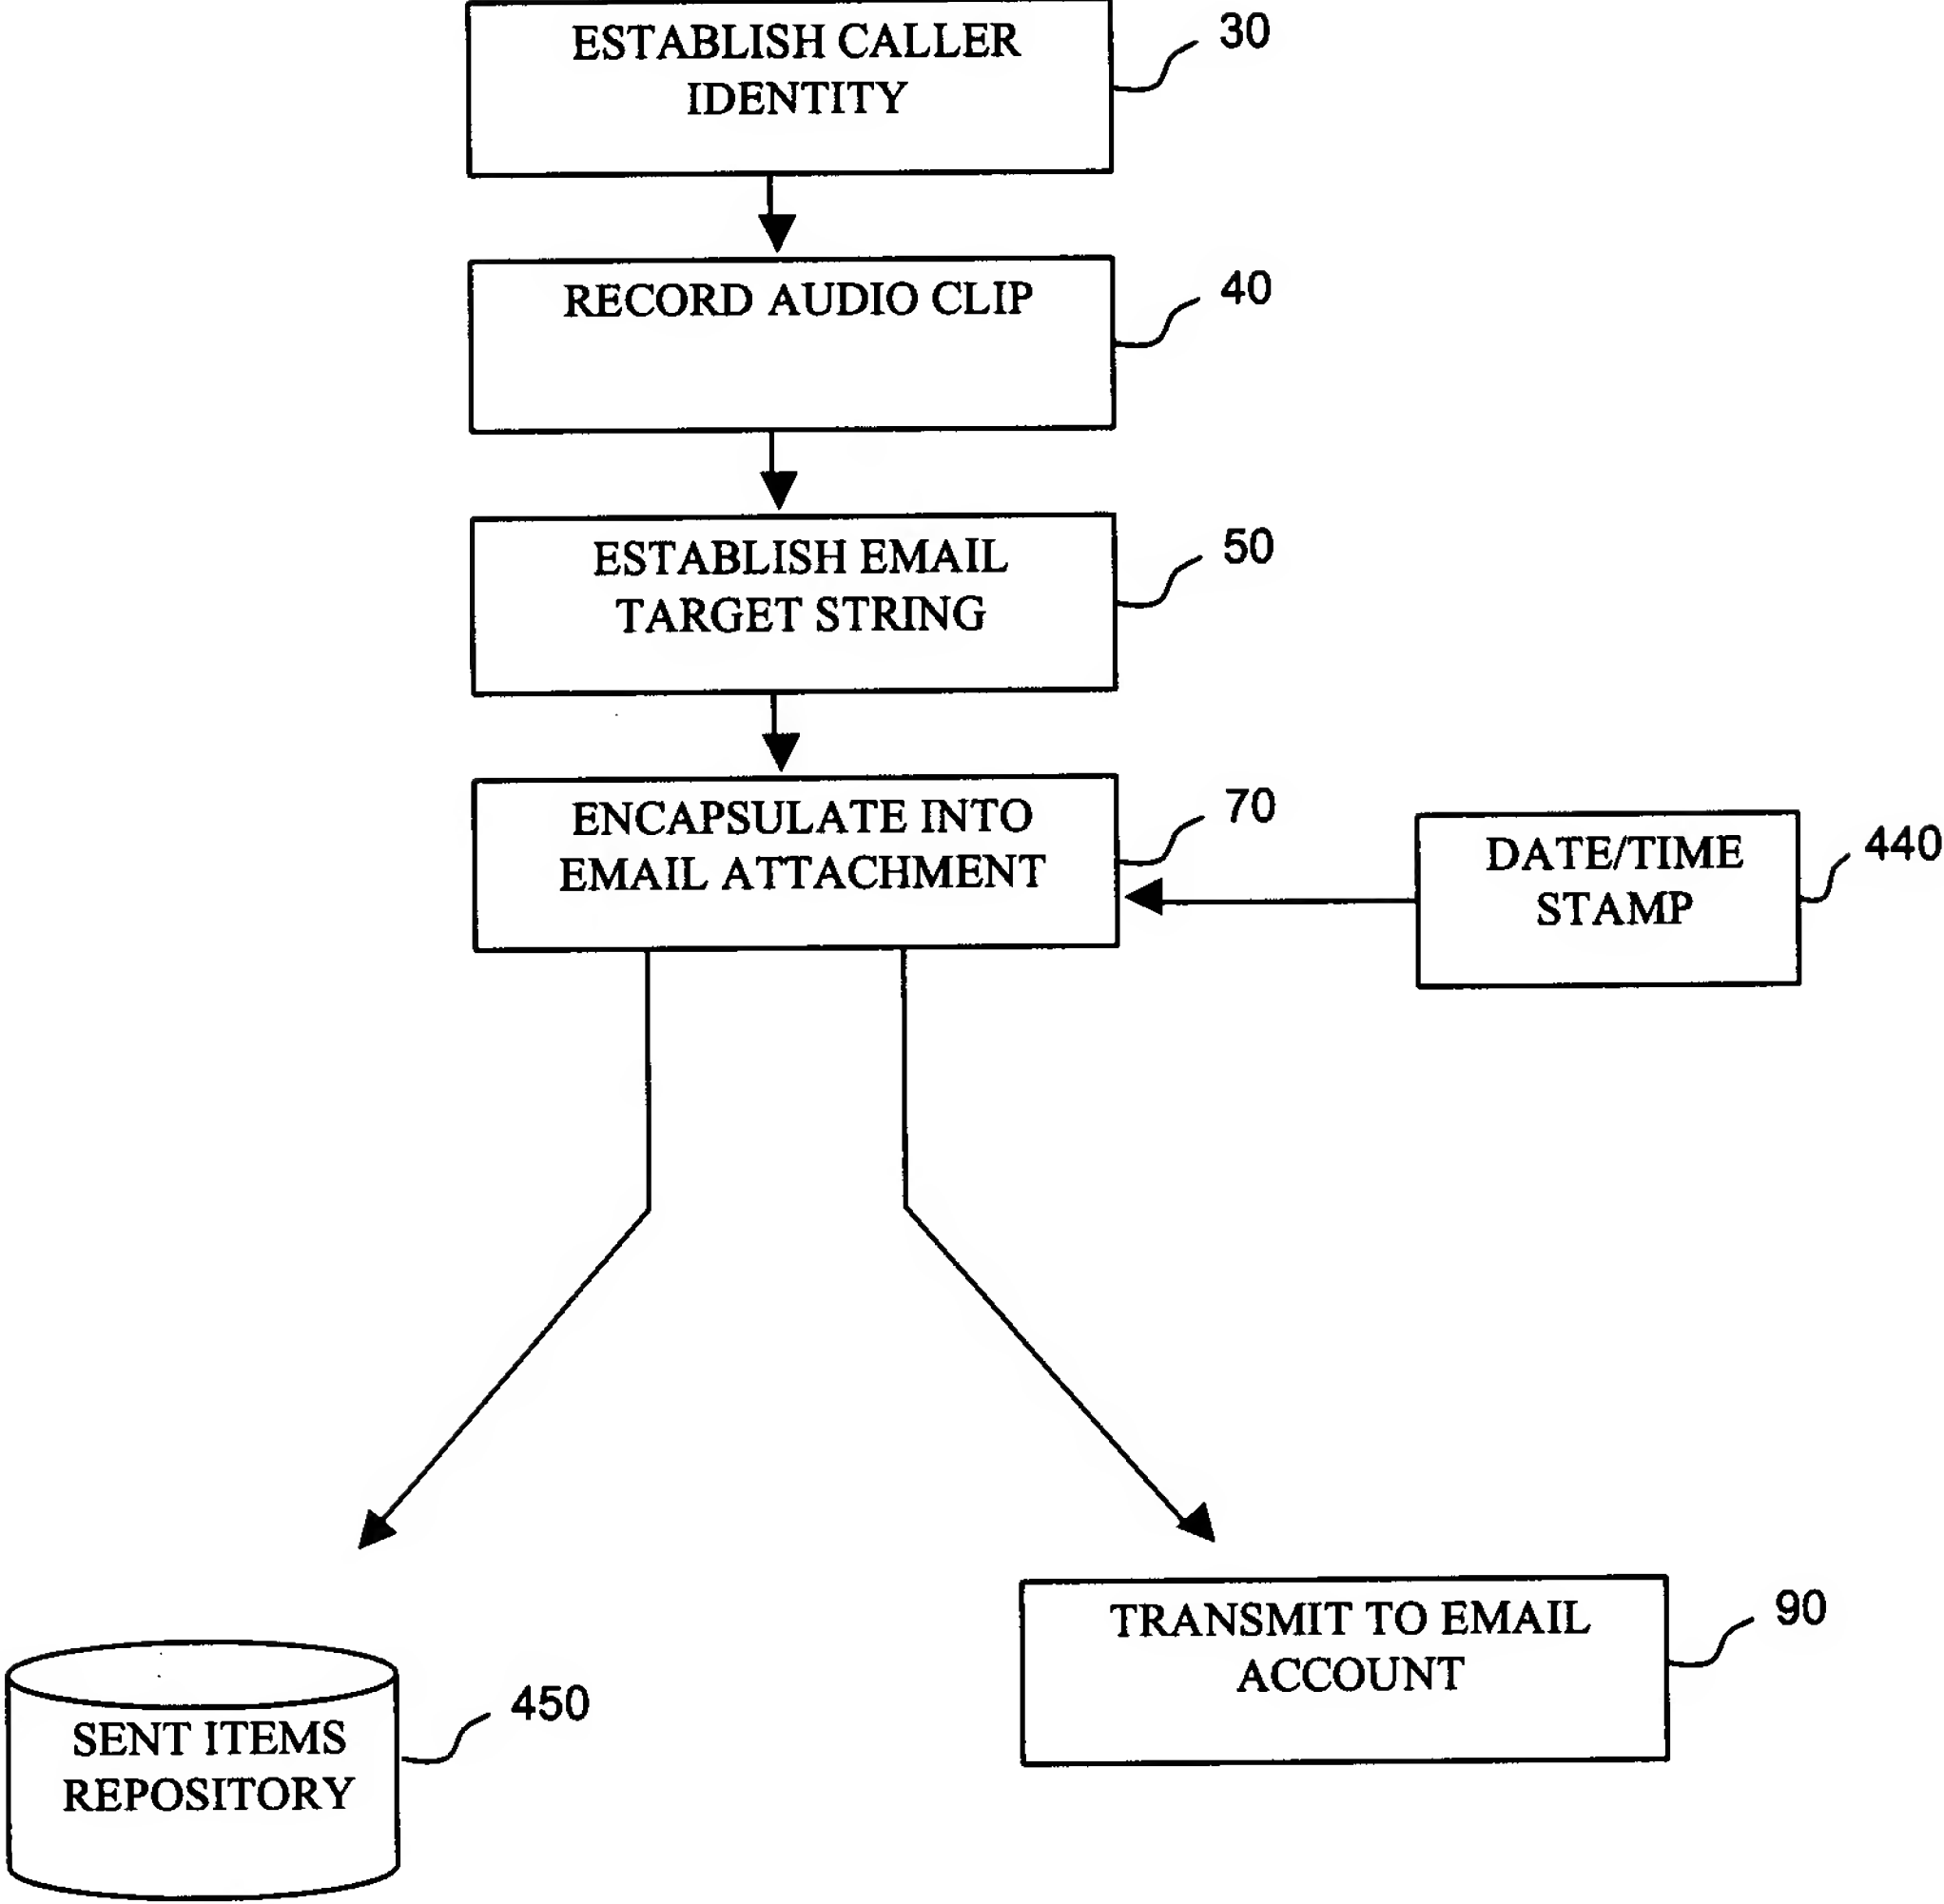 ESTABLISH CALLER
IDENTITY
30
RECORD AUDIO CLIP
40
ESTABLISH EMAIL
TARGET STRING
50
ENCAPSULATE INTO
EMAIL ATTACHMENT
70
DATE/TIME
STAMP
440
TRANSMIT TO EMAIL
ACCOUNT
90
SENT ITEMS
REPOSITORY
450